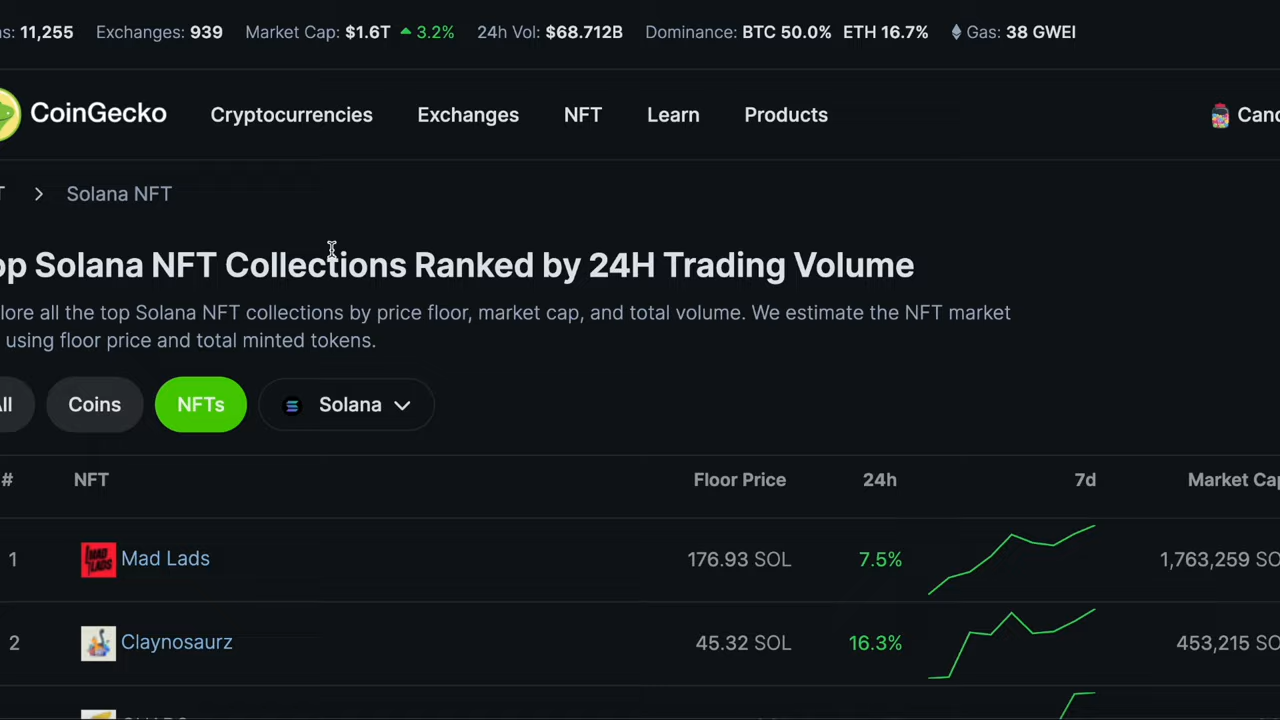 s: 11,255 Exchanges: 939 Market Cap: $1.6T 3.2% 24h Vol: $68.712B Dominance: BTC 50.0% ETH 16.7% Gas: 38 GWEI
CoinGecko Cryptocurrencies Exchanges NFT Learn Products Canc
T > Solana NFT
op Solana NFT Collections Ranked by 24H Trading Volume
lore all the top Solana NFT collections by price floor, market cap, and total volume. We estimate the NFT market
using floor price and total minted tokens.
All Coins NFTs Solana
# NFT Floor Price 24h 7d Market Cap
1 MAD LADS Mad Lads 176.93 SOL 7.5% 1,763,259 SO
2 Claynosaurz 45.32 SOL 16.3% 453,215 SO